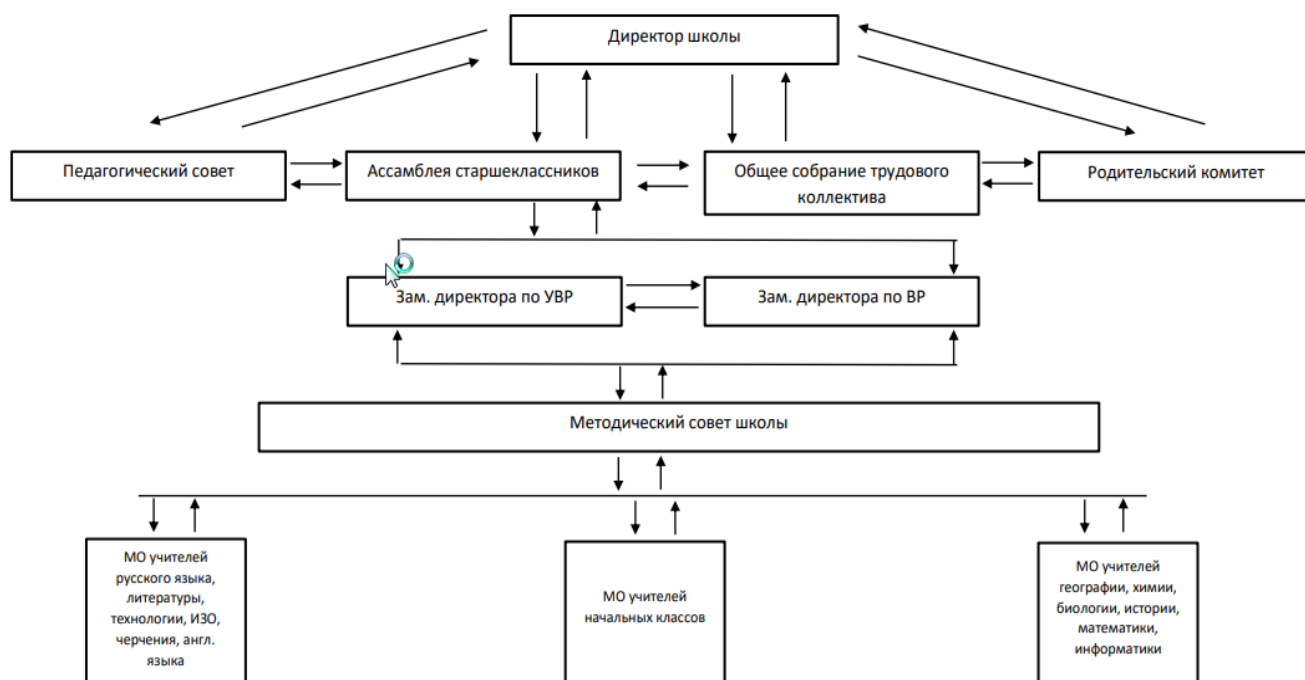 Директор школы
Педагогический совет
Ассамблея старшеклассников
Общее собрание трудового
коллектива
Родительский комитет
Зам. директора по УВР
Зам. директора по ВР
Методический совет школы
МО учителей
русского языка,
литературы,
технологии, ИЗО,
черчения, англ.
языка
МО учителей
начальных классов
МО учителей
географии, химии,
биологии, истории,
математики,
информатики